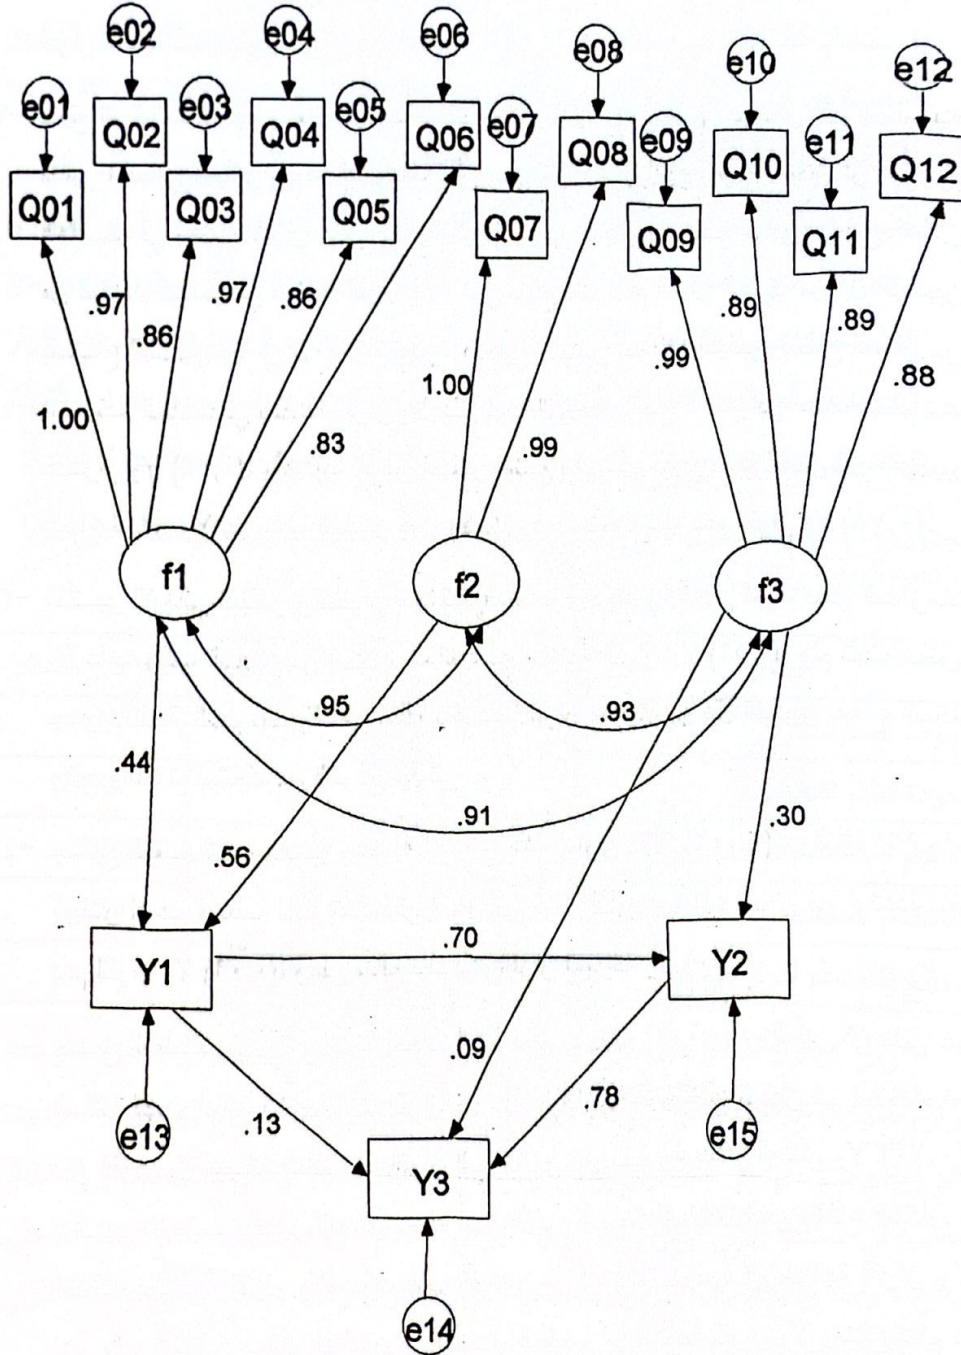 e02 e04 e06
e01 e03 e05 e07 e08 e09 e10 e11 e12
Q02 Q04 Q06 Q08 Q10 Q12
Q01 Q03 Q05 Q07 Q09 Q11
.97 .86 .97 .86 .89 .89
1.00 .83 1.00 .99 .99 .88
f1 f2 f3
.95 .93
.44 .91 .30
.56
.70
Y1 Y2
.09 .78
e13 .13 e15
Y3
e14